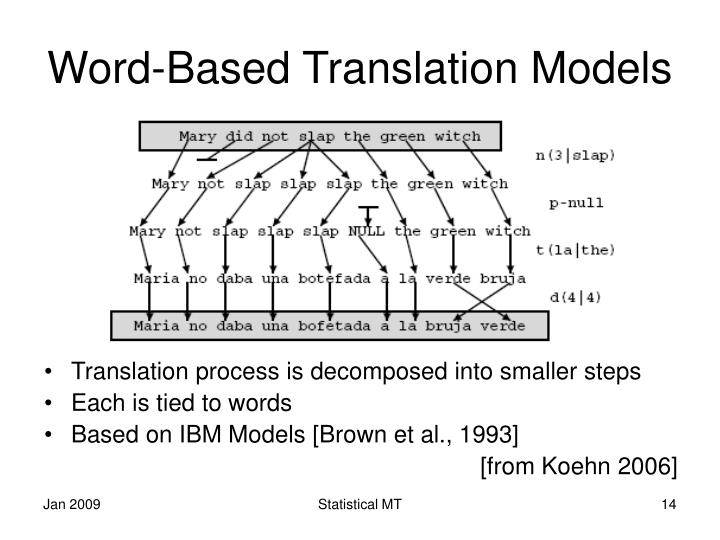 Word-Based Translation Models
Mary did not slap the green witch
n(3|slap)
Mary not slap slap slap the green witch
p-null
Mary not slap slap slap NULL the green witch
t(la|the)
Maria no daba una botefada a la verde bruja
d(4|4)
Maria no daba una bofetada a la bruja verde
• Translation process is decomposed into smaller steps
• Each is tied to words
• Based on IBM Models [Brown et al., 1993]
[from Koehn 2006]
Jan 2009 Statistical MT 14